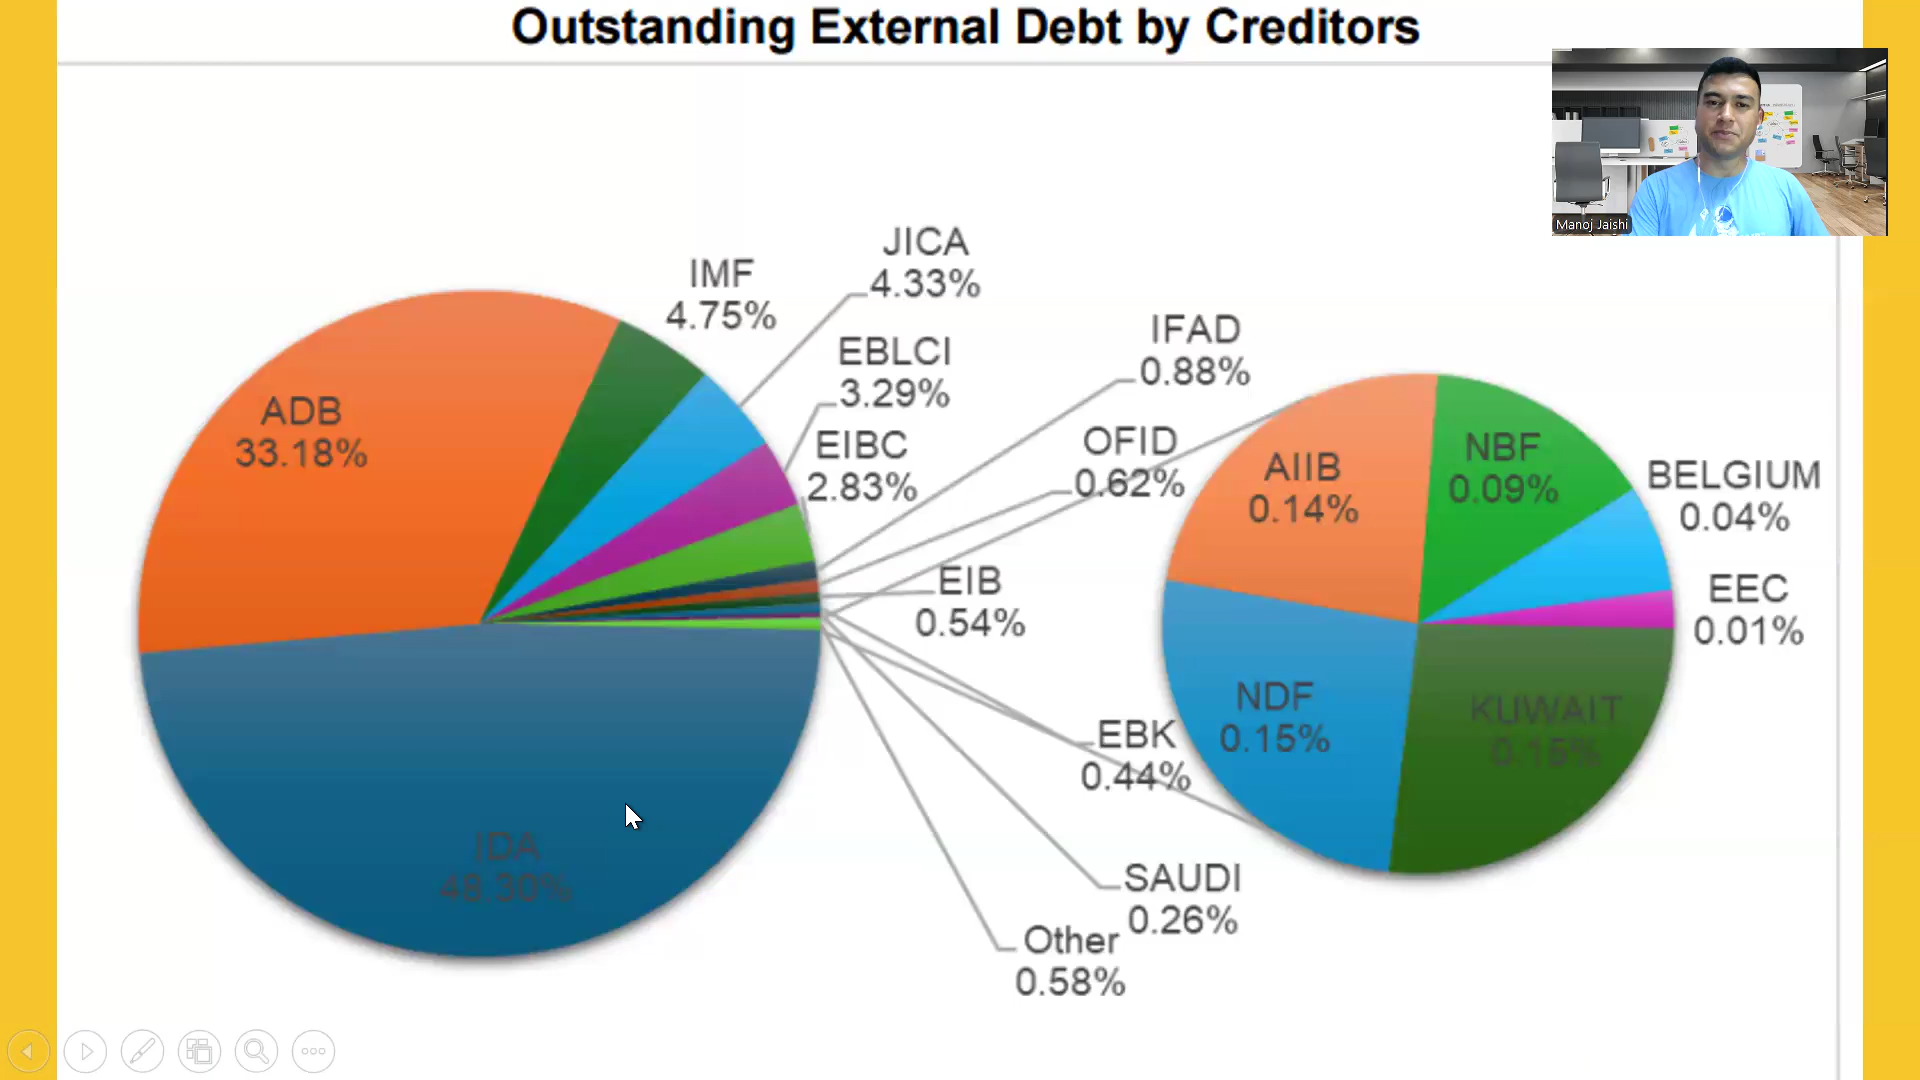 Outstanding External Debt by Creditors
Manoj Jaishi
JICA
4.33%
IMF
4.75%
EBLCI
3.29%
EIBC
2.83%
ADB
33.18%
IFAD
0.88%
OFID
0.62%
EIB
0.54%
EBK
0.44%
SAUDI
0.26%
Other
0.58%
IDA
48.30%
AIIB
0.14%
NBF
0.09%
BELGIUM
0.04%
EEC
0.01%
NDF
0.15%
KUWAIT